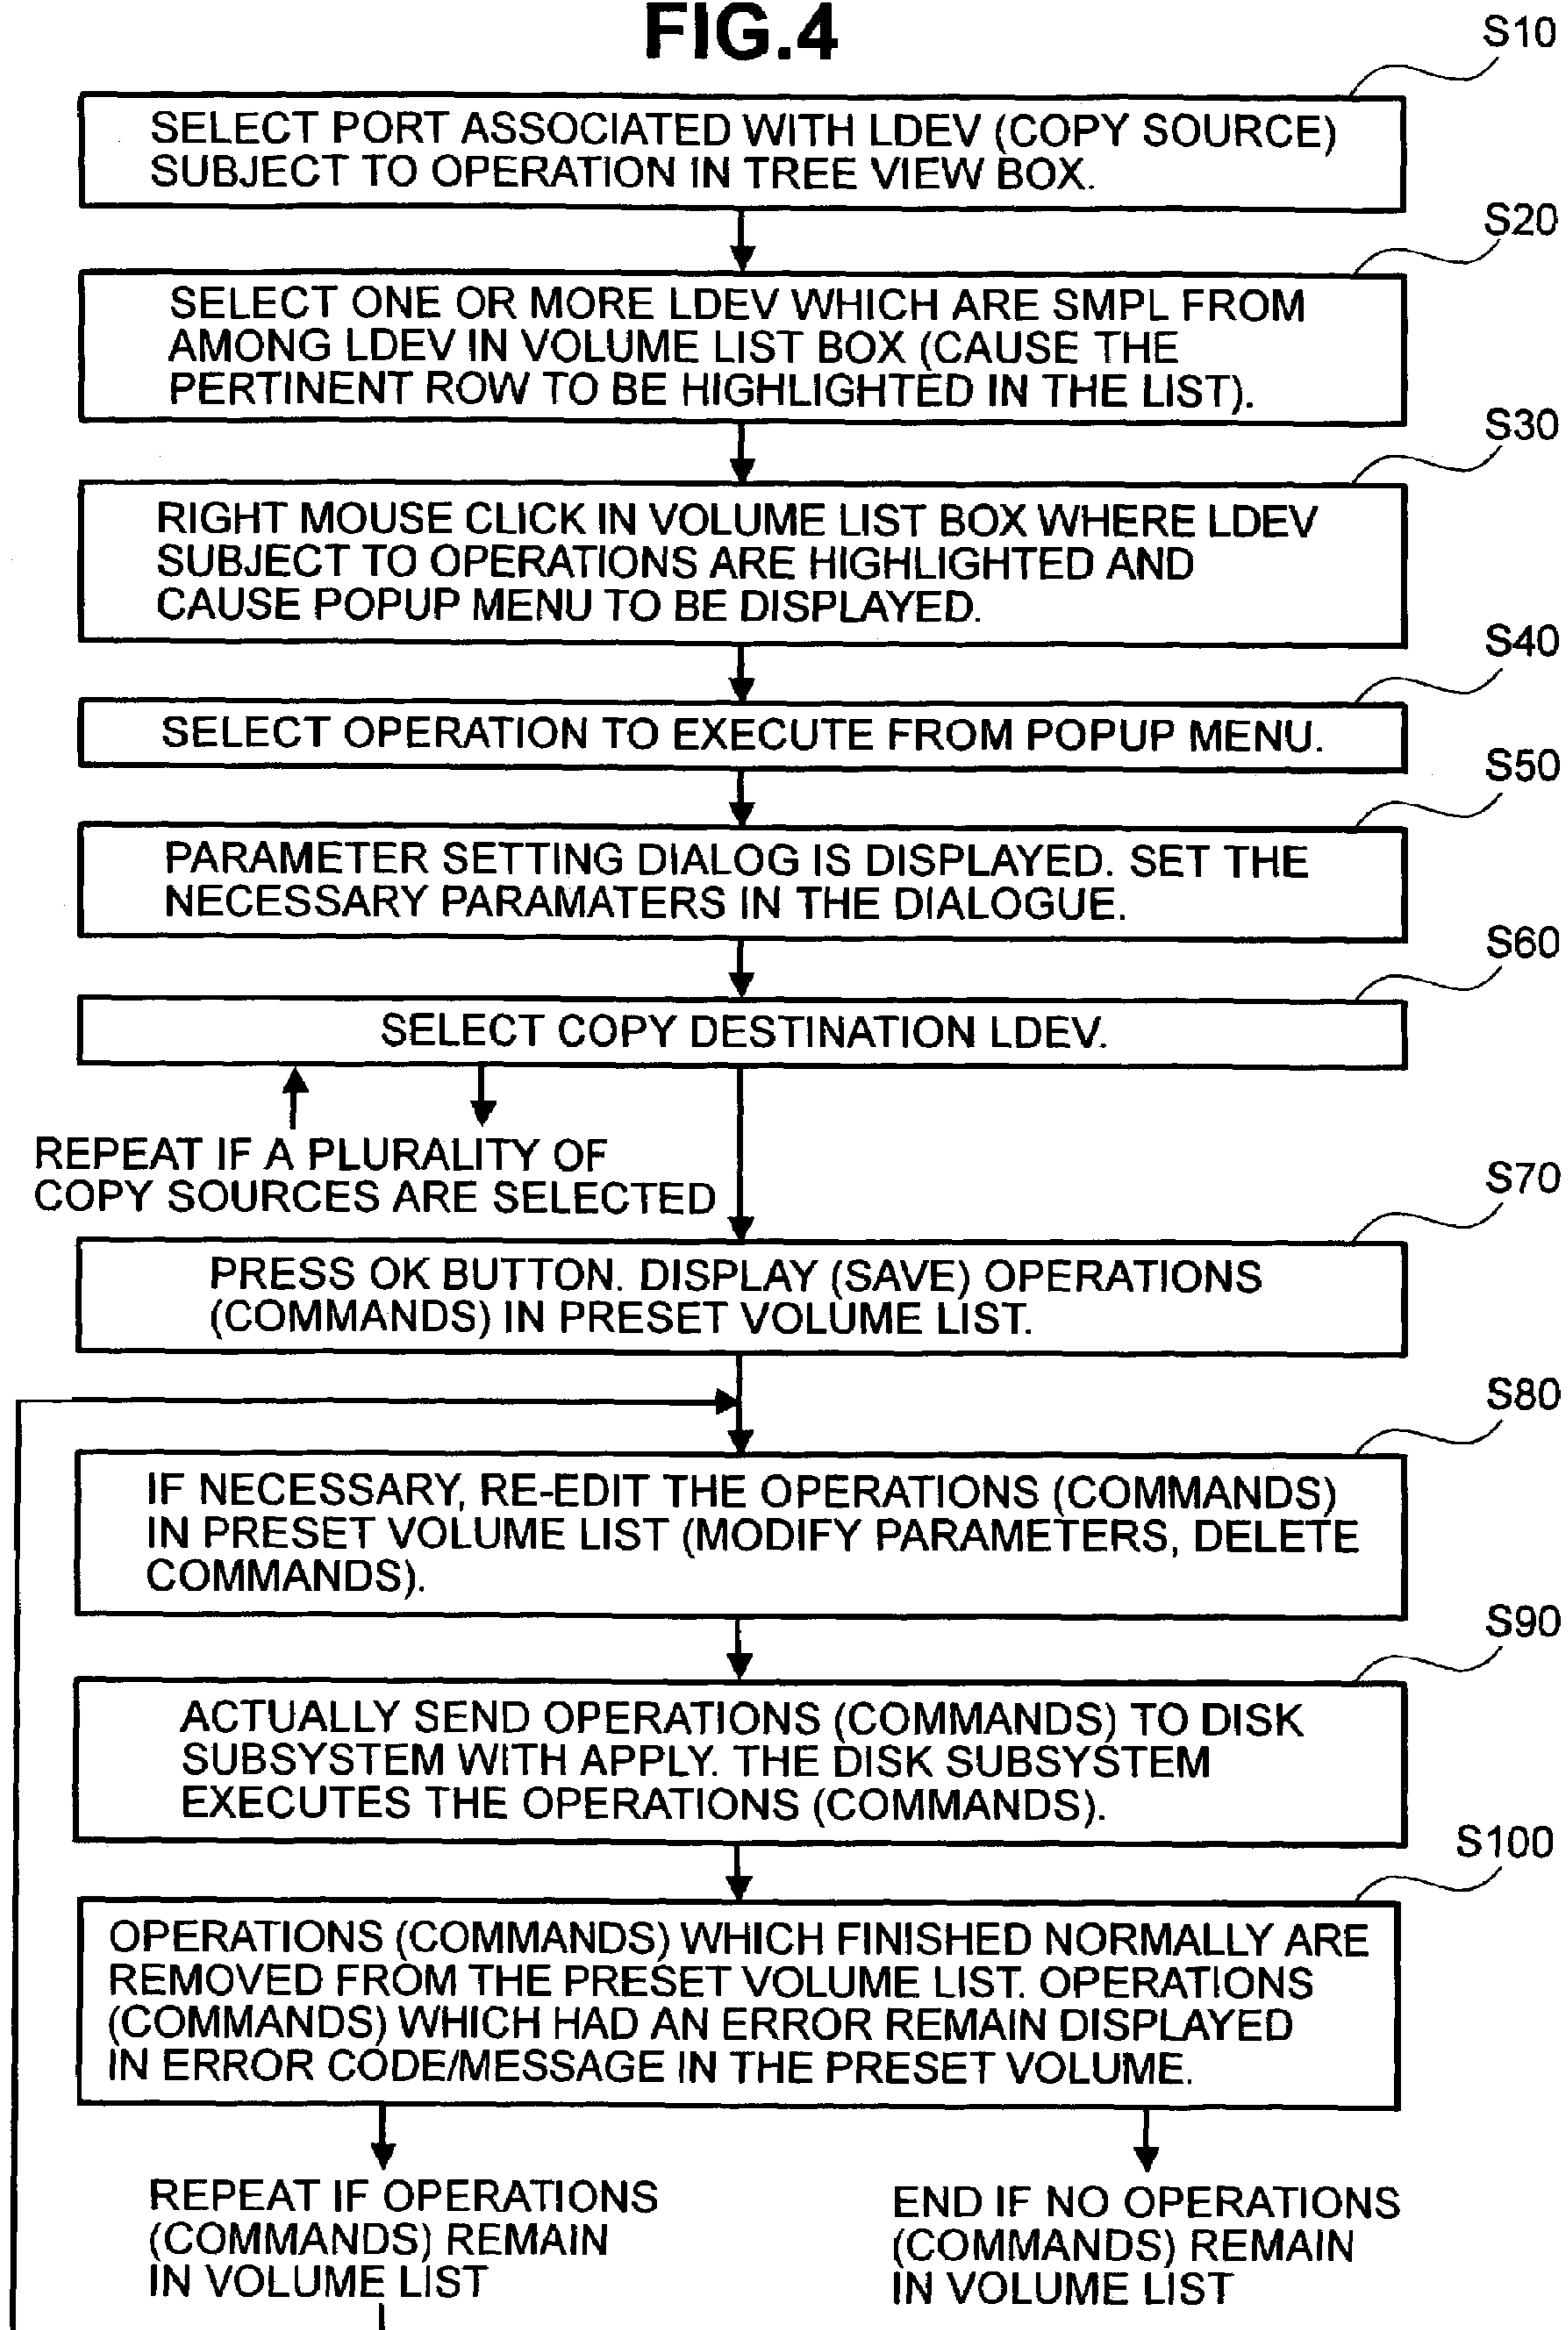 FIG.4
S10
SELECT PORT ASSOCIATED WITH LDEV (COPY SOURCE)
SUBJECT TO OPERATION IN TREE VIEW BOX.
S20
SELECT ONE OR MORE LDEV WHICH ARE SMPL FROM
AMONG LDEV IN VOLUME LIST BOX (CAUSE THE
PERTINENT ROW TO BE HIGHLIGHTED IN THE LIST).
S30
RIGHT MOUSE CLICK IN VOLUME LIST BOX WHERE LDEV
SUBJECT TO OPERATIONS ARE HIGHLIGHTED AND
CAUSE POPUP MENU TO BE DISPLAYED.
S40
SELECT OPERATION TO EXECUTE FROM POPUP MENU.
S50
PARAMETER SETTING DIALOG IS DISPLAYED. SET THE
NECESSARY PARAMATERS IN THE DIALOGUE.
S60
SELECT COPY DESTINATION LDEV.
REPEAT IF A PLURALITY OF
COPY SOURCES ARE SELECTED
S70
PRESS OK BUTTON. DISPLAY (SAVE) OPERATIONS
(COMMANDS) IN PRESET VOLUME LIST.
S80
IF NECESSARY, RE-EDIT THE OPERATIONS (COMMANDS)
IN PRESET VOLUME LIST (MODIFY PARAMETERS, DELETE
COMMANDS).
S90
ACTUALLY SEND OPERATIONS (COMMANDS) TO DISK
SUBSYSTEM WITH APPLY. THE DISK SUBSYSTEM
EXECUTES THE OPERATIONS (COMMANDS).
S100
OPERATIONS (COMMANDS) WHICH FINISHED NORMALLY ARE
REMOVED FROM THE PRESET VOLUME LIST. OPERATIONS
(COMMANDS) WHICH HAD AN ERROR REMAIN DISPLAYED
IN ERROR CODE/MESSAGE IN THE PRESET VOLUME.
REPEAT IF OPERATIONS
(COMMANDS) REMAIN
IN VOLUME LIST
END IF NO OPERATIONS
(COMMANDS) REMAIN
IN VOLUME LIST